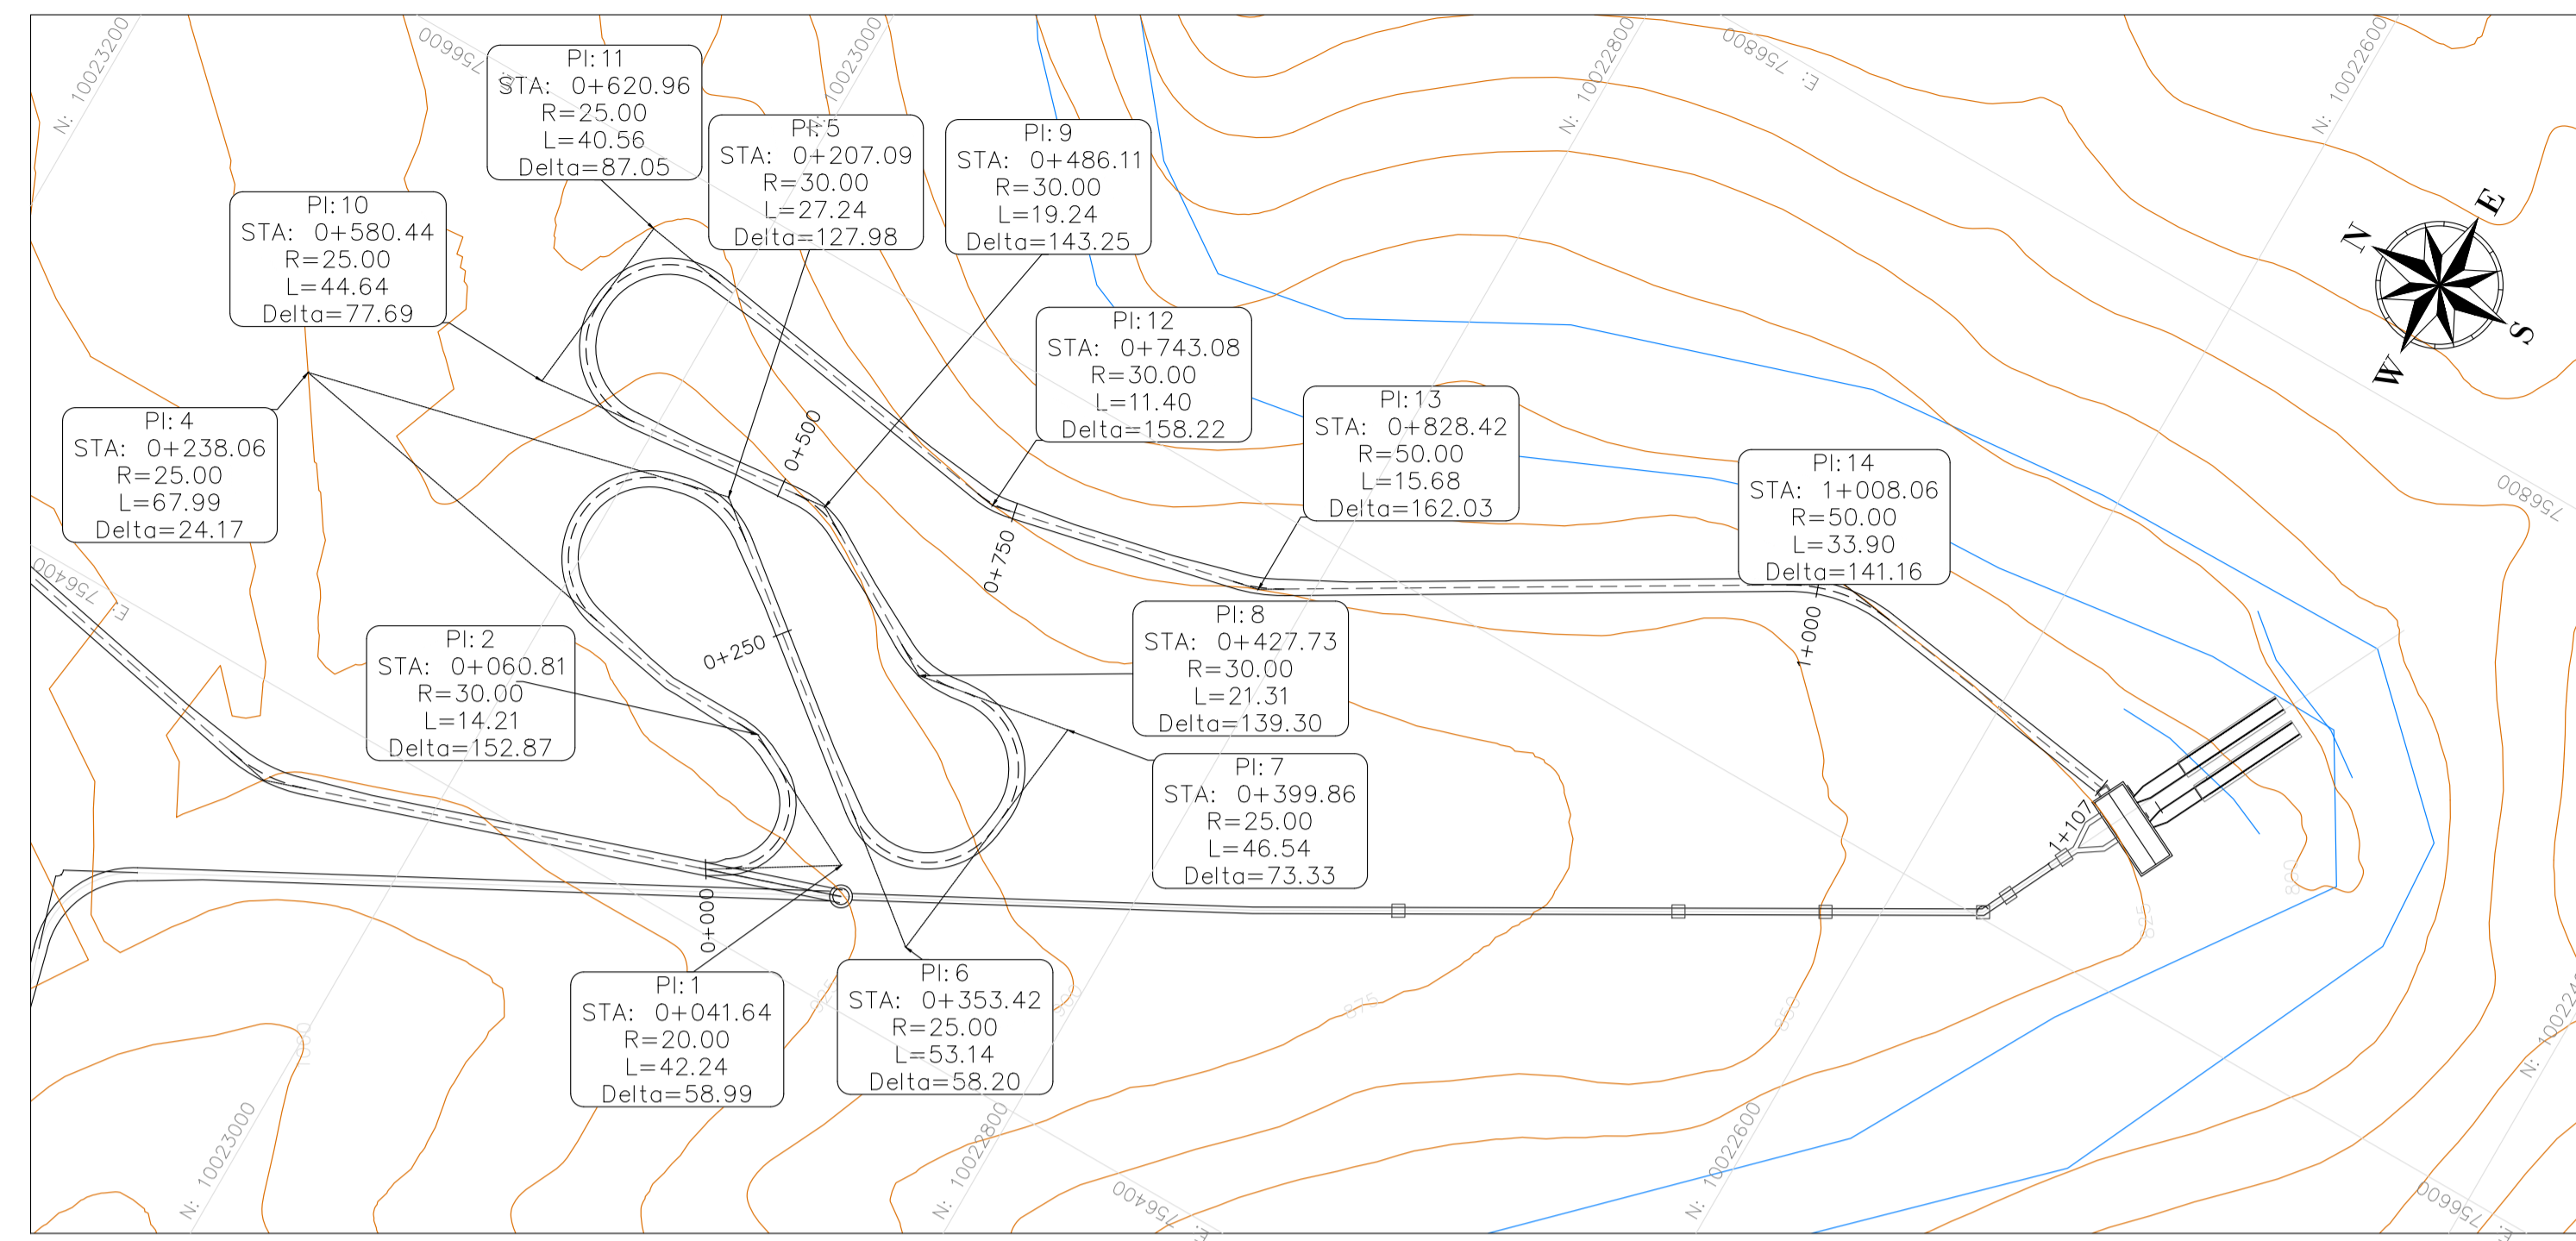 N: 10023200
756600
E:
N: 10023000
N: 10022800
756800
E:
N: 10022600
PI: 11
STA: 0+620.96
R=25.00
L=40.56
Delta=87.05
PI: 5
STA: 0+207.09
R=30.00
L=27.24
Delta=127.98
PI: 9
STA: 0+486.11
R=30.00
L=19.24
Delta=143.25
PI: 10
STA: 0+580.44
R=25.00
L=44.64
Delta=77.69
N
E
S
W
PI: 12
STA: 0+743.08
R=30.00
L=11.40
Delta=158.22
PI: 13
STA: 0+828.42
R=50.00
L=15.68
Delta=162.03
PI: 4
STA: 0+238.06
R=25.00
L=67.99
Delta=24.17
0+500
PI: 14
STA: 1+008.06
R=50.00
L=33.90
Delta=141.16
756800
0+750
756400
E:
PI: 2
STA: 0+060.81
R=30.00
L=14.21
Delta=152.87
0+250
PI: 8
STA: 0+427.73
R=30.00
L=21.31
Delta=139.30
1+000
PI: 7
STA: 0+399.86
R=25.00
L=46.54
Delta=73.33
1+107
800
825
0+000
PI: 1
STA: 0+041.64
R=20.00
L=42.24
Delta=58.99
PI: 6
STA: 0+353.42
R=25.00
L=53.14
Delta=58.20
875
850
1000
N: 10023000
N: 10022800
756400
E:
N: 10022600
756600
E: